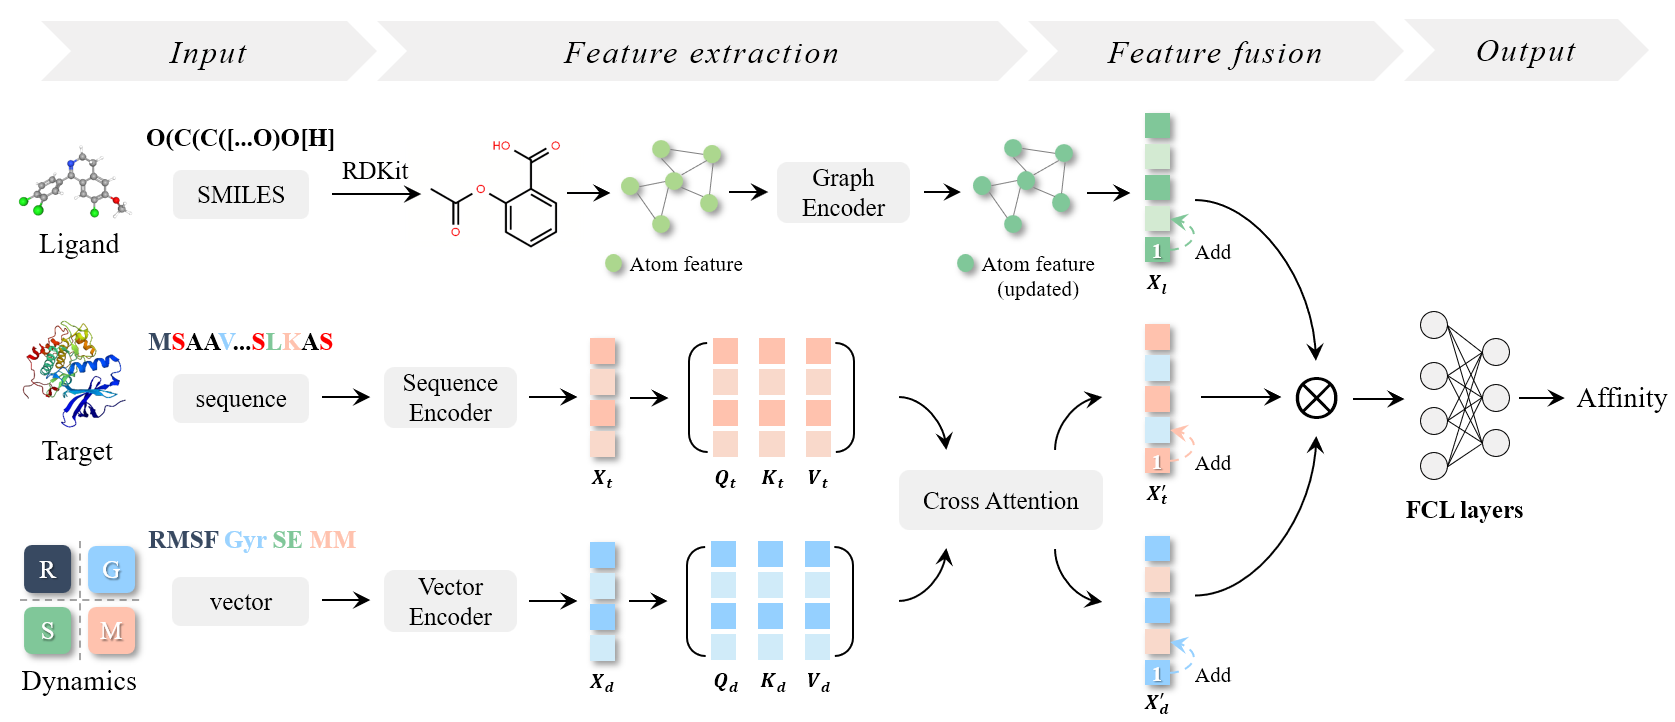 Input
Feature extraction
Feature fusion
Output
O(C(C([...O)O[H]
SMILES
RDKit
HO
O
O
O
Graph
Encoder
Ligand
Atom feature
Atom feature
(updated)
1
Add
X_l
MSAAV...SLKAS
sequence
Sequence
Encoder
Target
X_t
Q_t K_t V_t
Cross Attention
1
Add
X′_t
Affinity
FCL layers
RMSF Gyr SE MM
R
G
S
M
vector
Vector
Encoder
Dynamics
X_d
Q_d K_d V_d
1
Add
X′_d